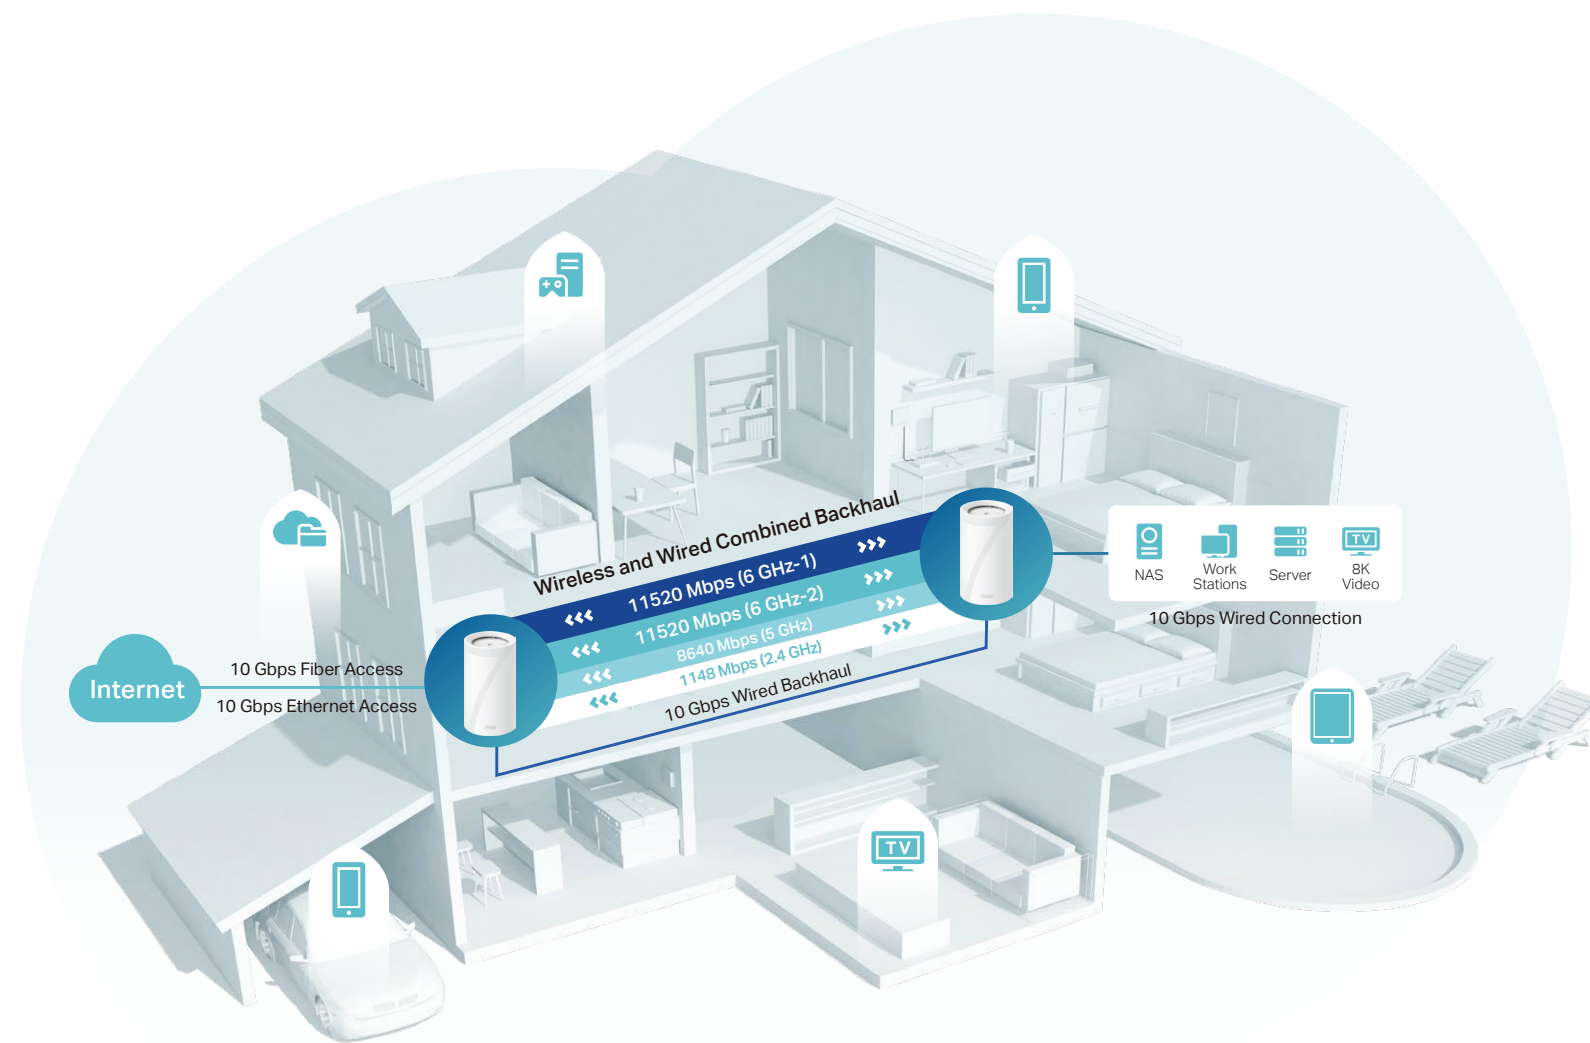 Wireless and Wired Combined Backhaul
11520 Mbps (6 GHz-1)
11520 Mbps (6 GHz-2)
8640 Mbps (5 GHz)
1148 Mbps (2.4 GHz)
10 Gbps Wired Backhaul
Internet
10 Gbps Fiber Access
10 Gbps Ethernet Access
NAS
Work
Stations
Server
TV
8K
Video
10 Gbps Wired Connection
TV